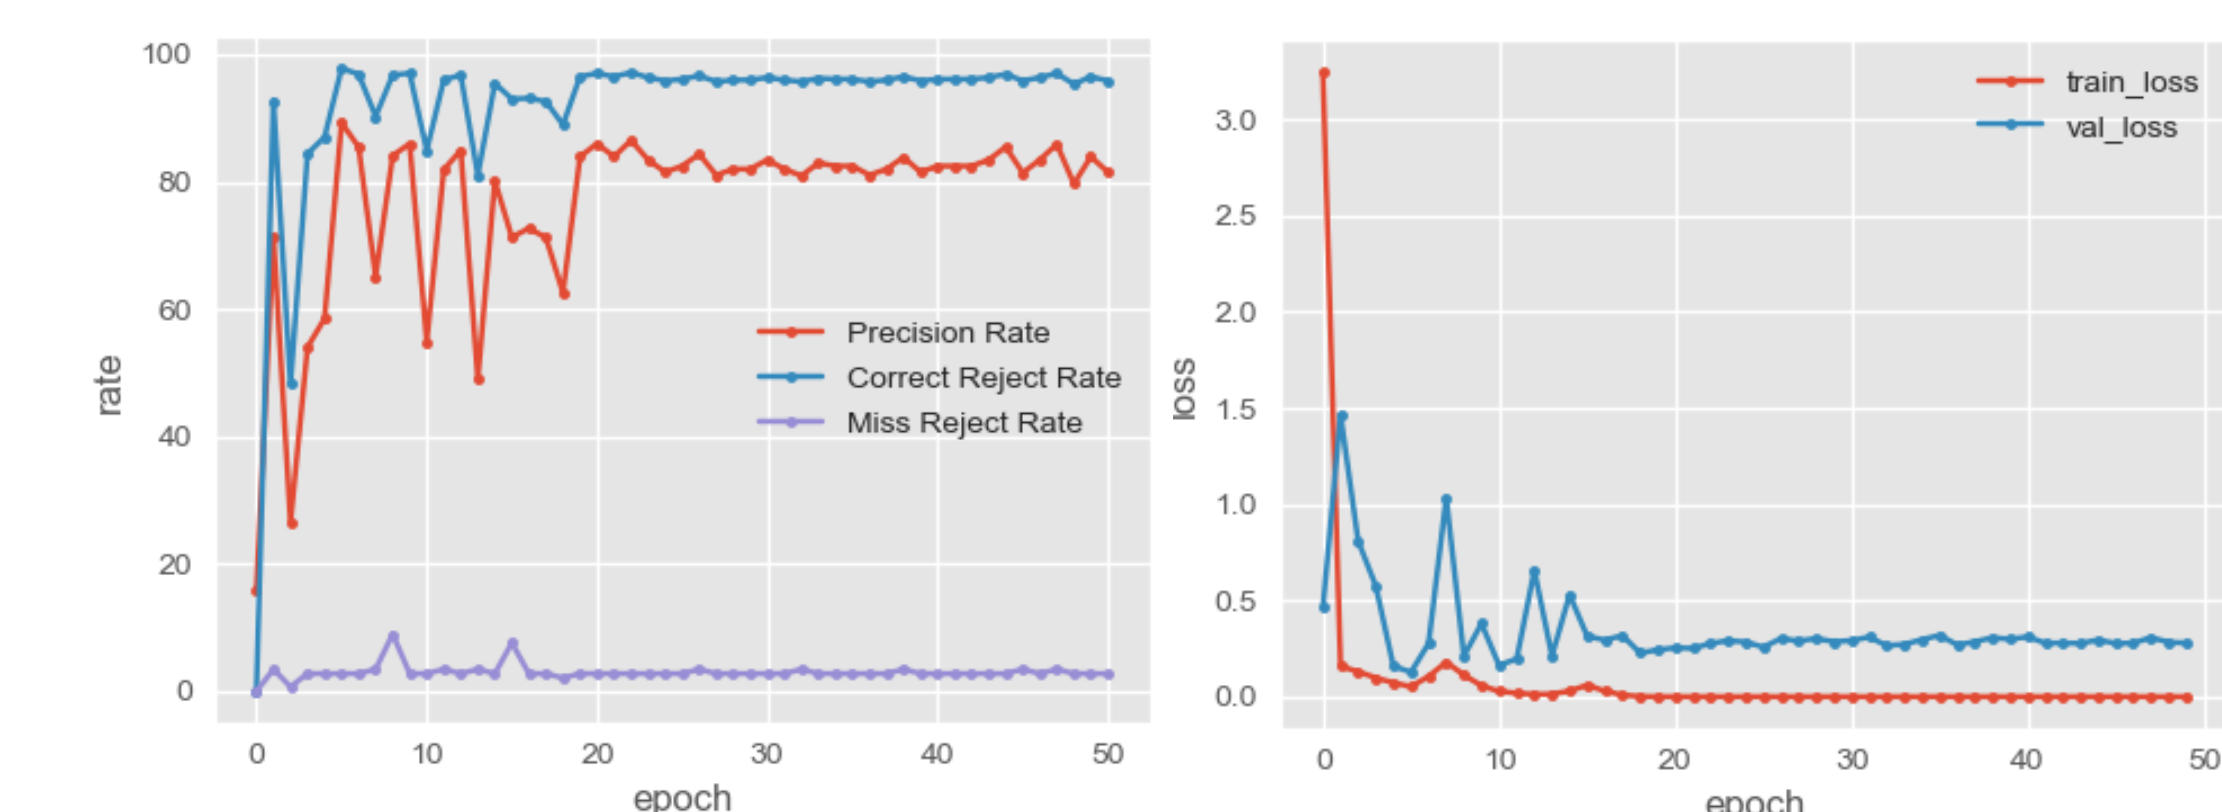 100
80
60
40
20
0
rate
Precision Rate
Correct Reject Rate
Miss Reject Rate
0 10 20 30 40 50
epoch
3.0
2.5
2.0
1.5
1.0
0.5
0.0
loss
train_loss
val_loss
0 10 20 30 40 50
epoch